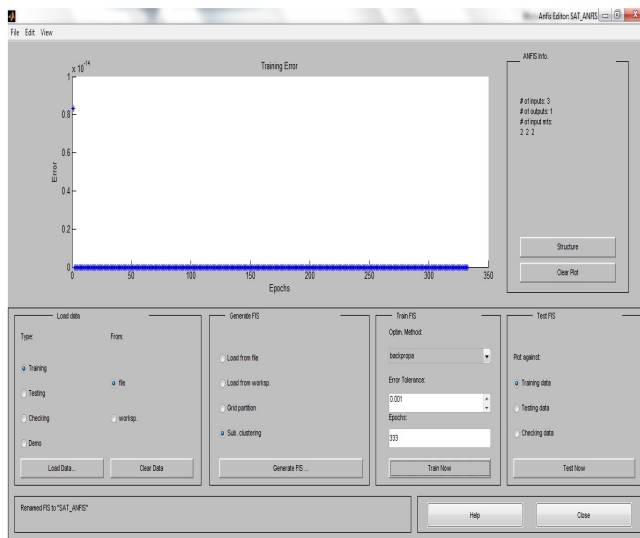 Anfis Editor: SAT_ANFIS
File Edit View
Training Error
x 10^-14
1
0.8
0.6
0.4
0.2
0
Error
0 50 100 150 200 250 300 350
Epochs
ANFIS Info.
# of inputs: 3
# of outputs: 1
# of input mfs:
2 2 2
Structure
Clear Plot
Load data
Type:
From:
Training
Testing
Checking
Demo
file
worksp.
Load Data...
Clear Data
Generate FIS
Load from file
Load from worksp.
Grid partition
Sub. clustering
Generate FIS ...
Train FIS
Optim. Method:
backpropa
Error Tolerance:
0.001
Epochs:
333
Train Now
Test FIS
Plot against:
Training data
Testing data
Checking data
Test Now
Renamed FIS to "SAT_ANFIS"
Help
Close